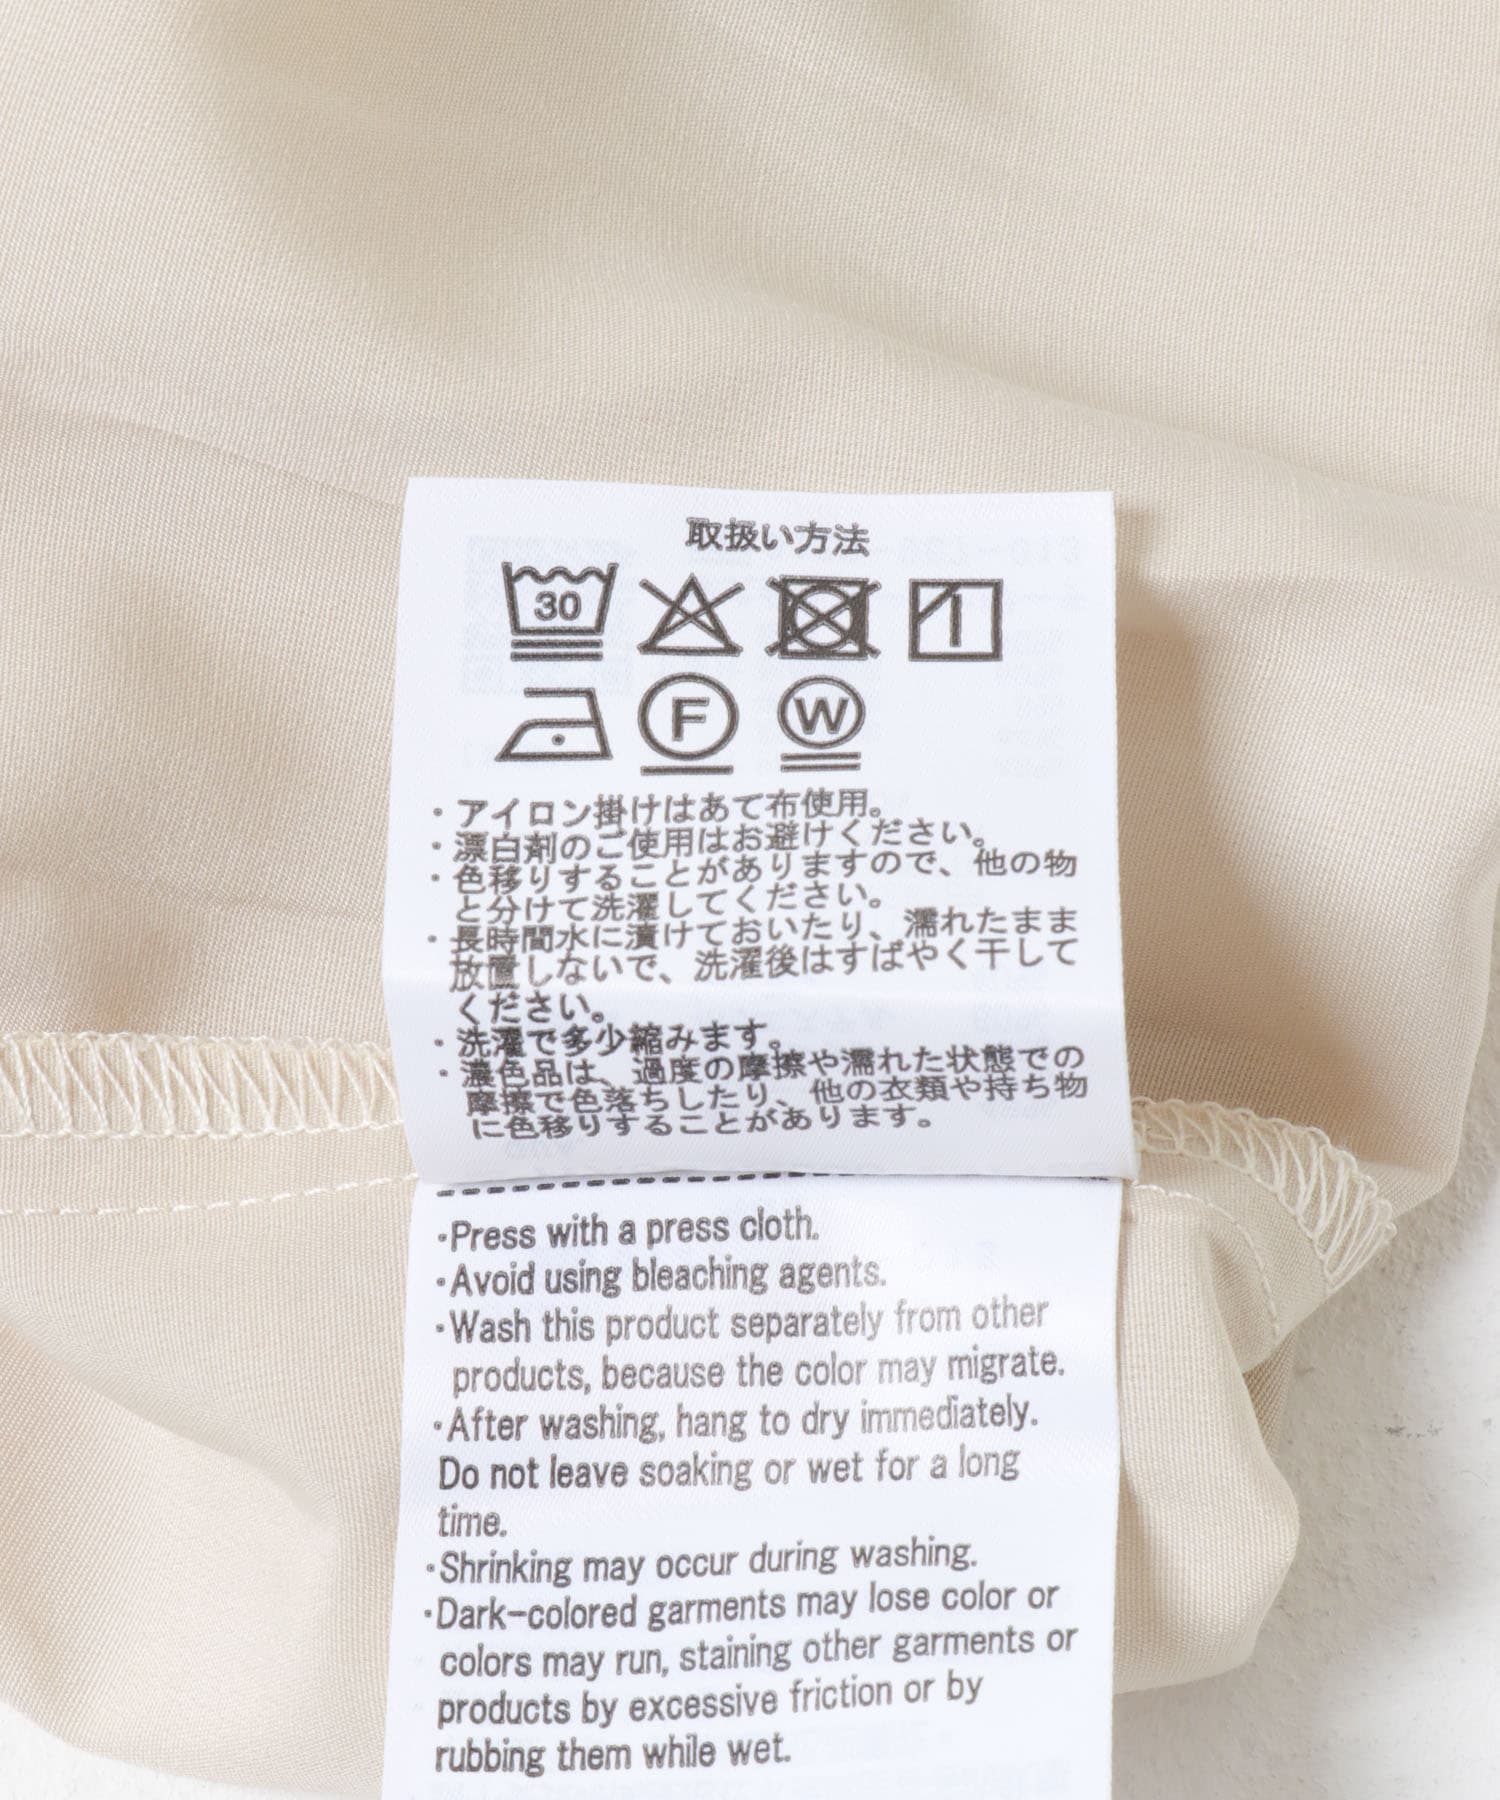 取扱い方法
30
F W
・アイロン掛けはあて布使用。
・漂白剤のご使用はお避けください。
・色移りすることがありますので、他の物
と分けて洗濯してください。
・長時間水に漬けておいたり、濡れたまま
放置しないで、洗濯後はすばやく干して
ください。
・洗濯で多少縮みます。
・濃色品は、過度の摩擦や濡れた状態での
摩擦で色落ちしたり、他の衣類や持ち物
に色移りすることがあります。
・Press with a press cloth.
・Avoid using bleaching agents.
・Wash this product separately from other
products, because the color may migrate.
・After washing, hang to dry immediately.
Do not leave soaking or wet for a long
time.
・Shrinking may occur during washing.
・Dark-colored garments may lose color or
colors may run, staining other garments or
products by excessive friction or by
rubbing them while wet.